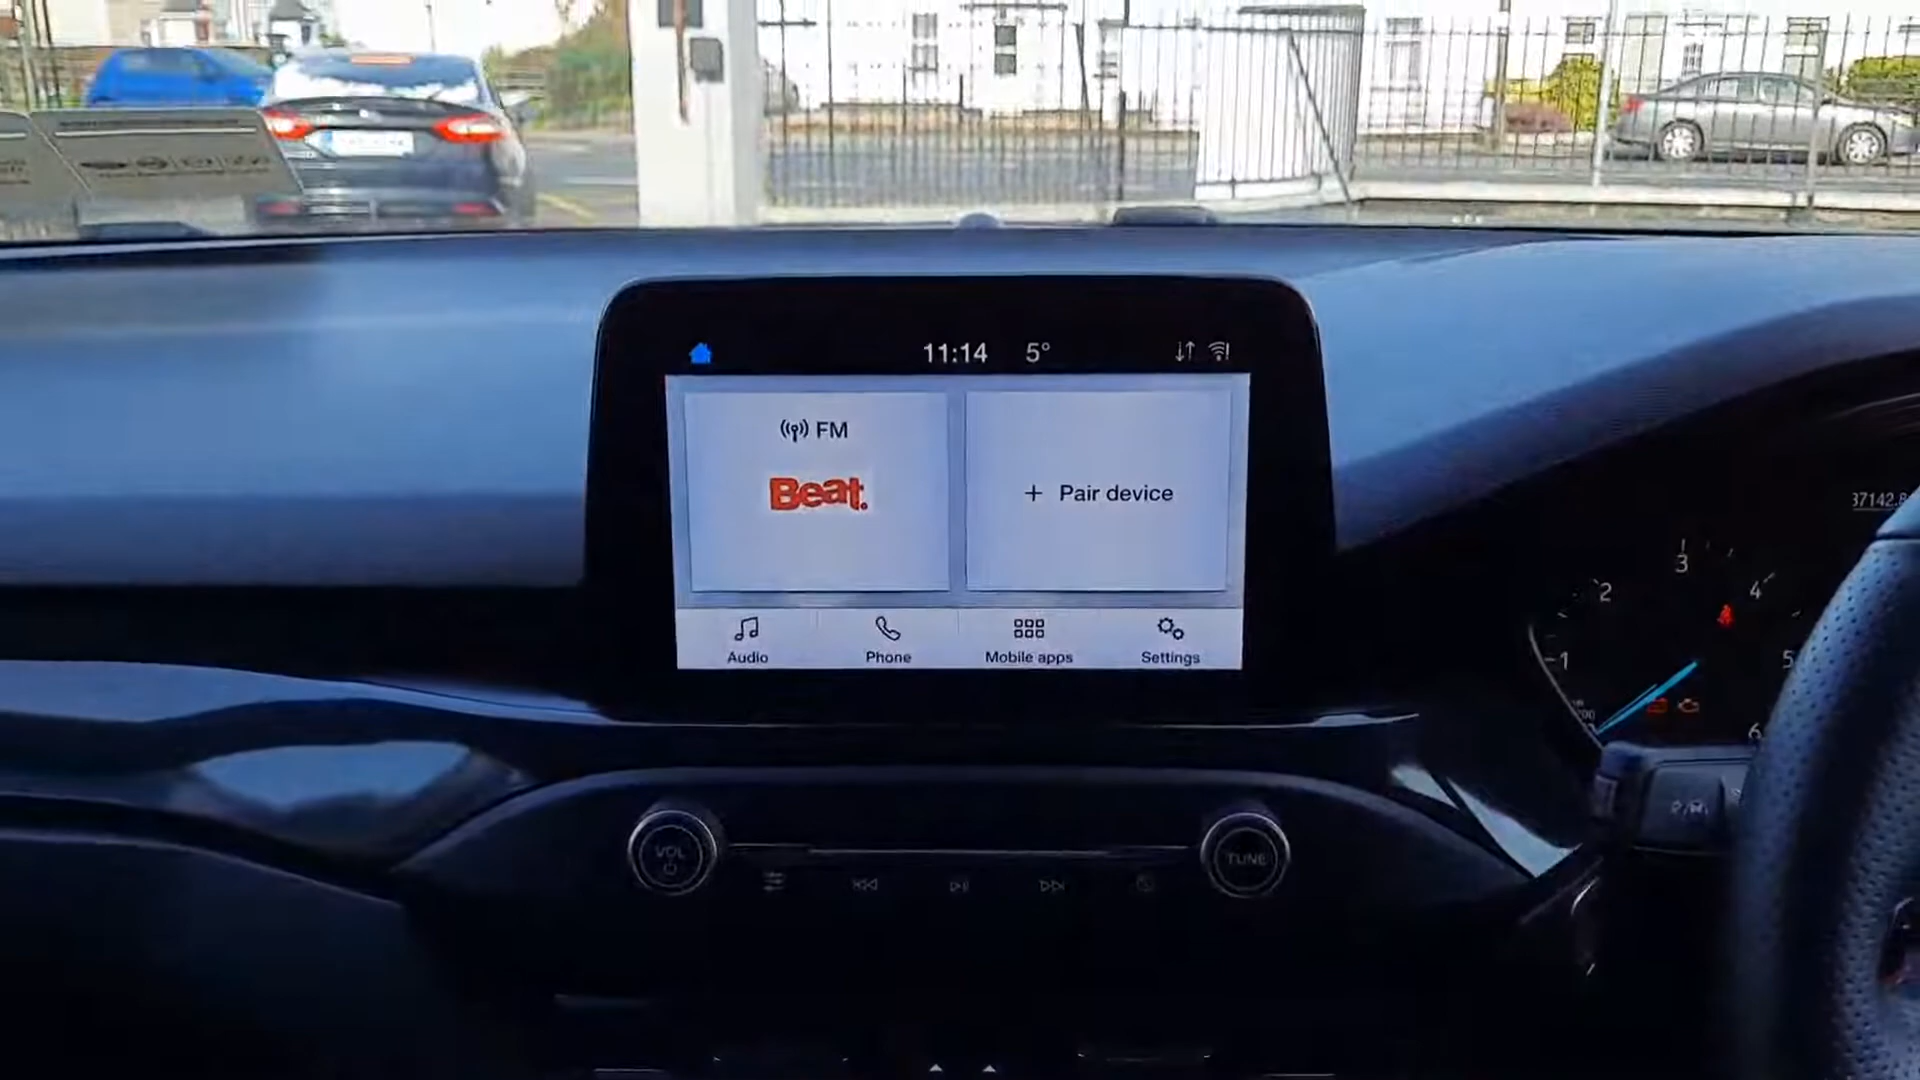 11:14 5°
FM
Beat.
+ Pair device
Audio
Phone
Mobile apps
Settings
1
2
3
4
5
6
VOL
TUNE